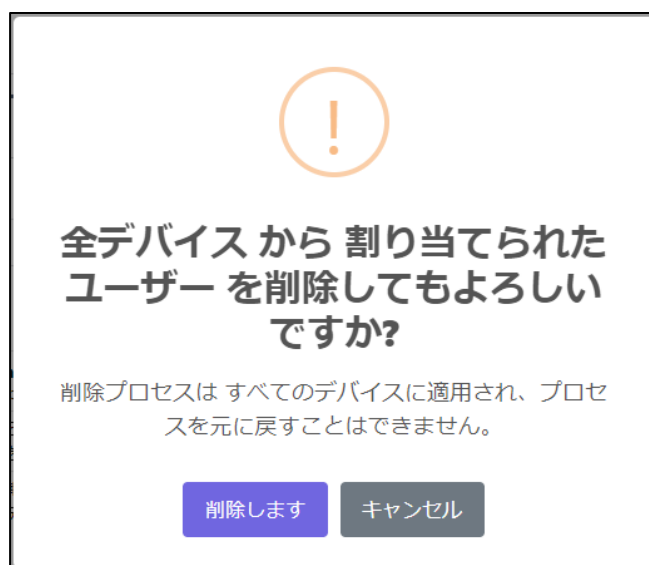 !
全デバイス から 割り当てられた
ユーザー を削除してもよろしい
ですか?
削除プロセスは すべてのデバイスに適用され、プロセ
スを元に戻すことはできません。
削除します キャンセル